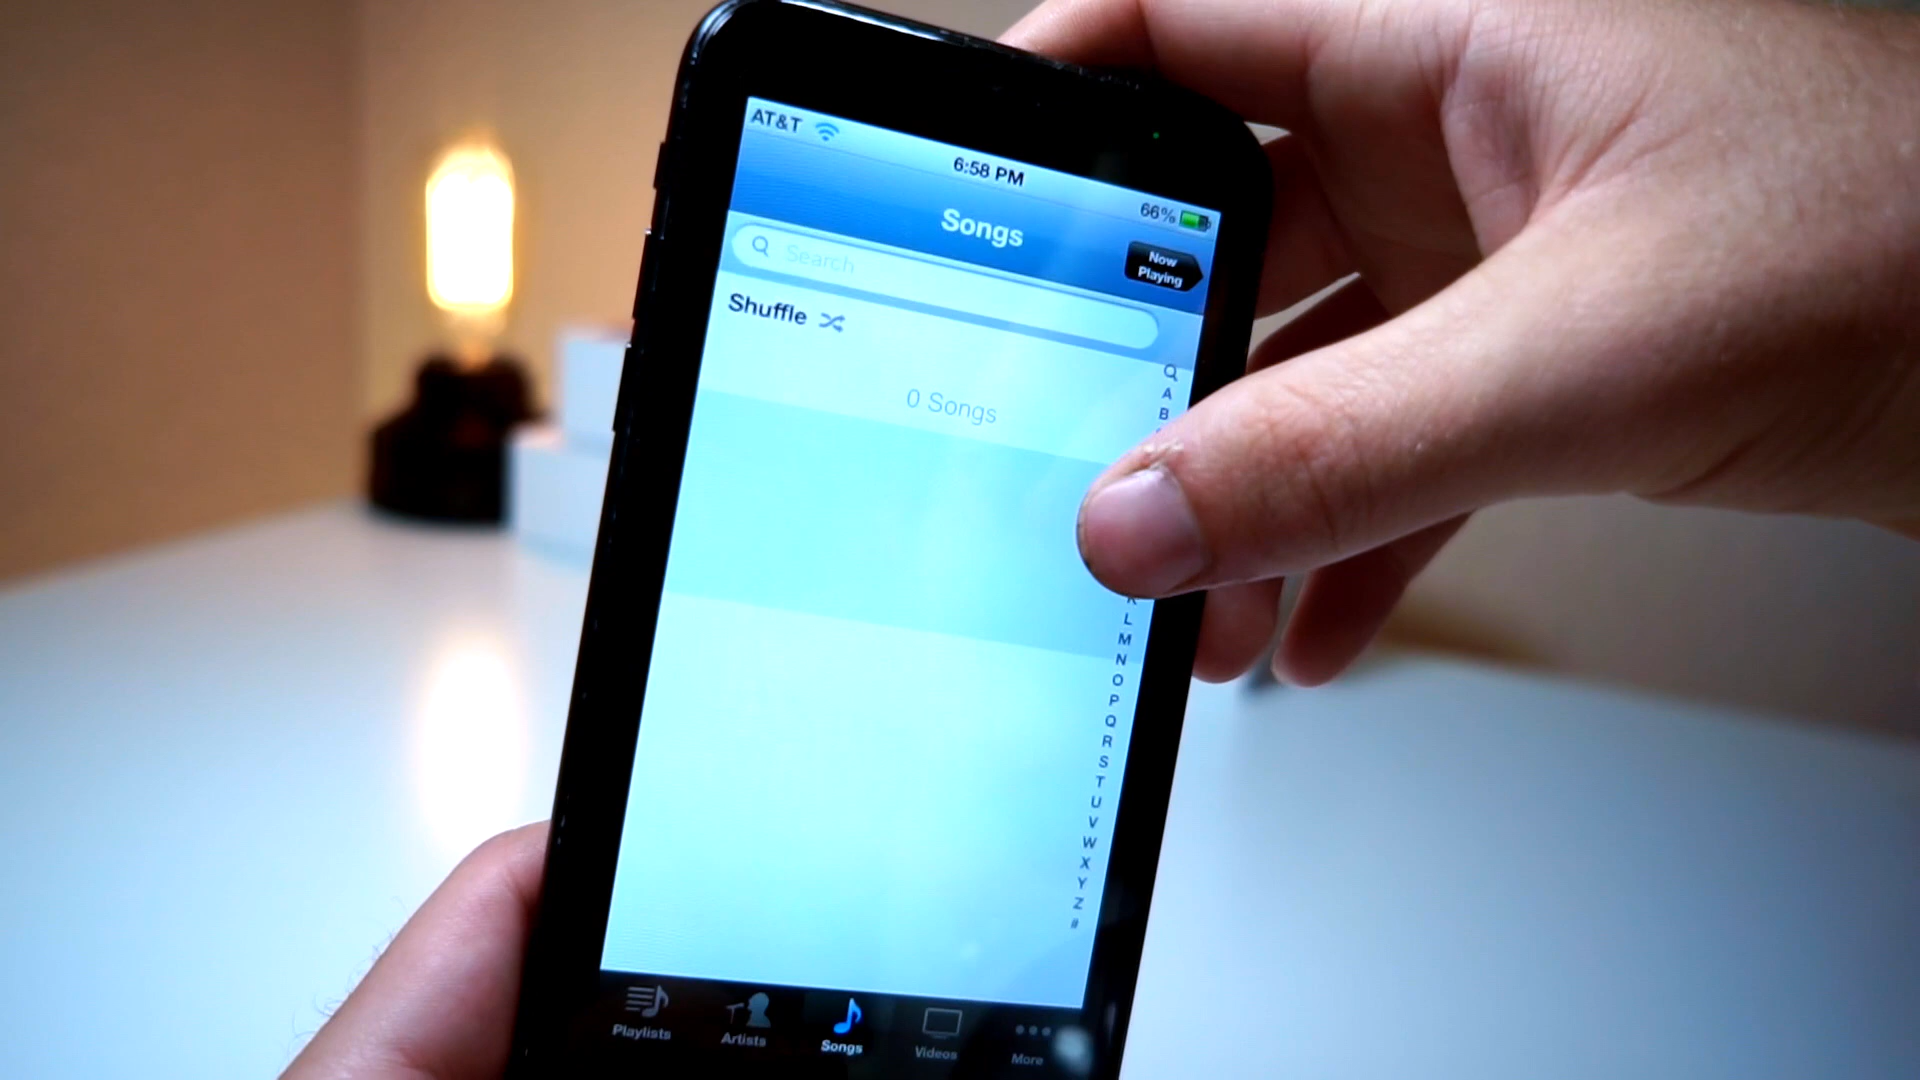 AT&T
6:58 PM
66%
Songs
Now
Playing
Search
Shuffle
0 Songs
A
B
K
L
M
N
O
P
Q
R
S
T
U
V
W
X
Y
Z
#
Playlists
Artists
Songs
Videos
More